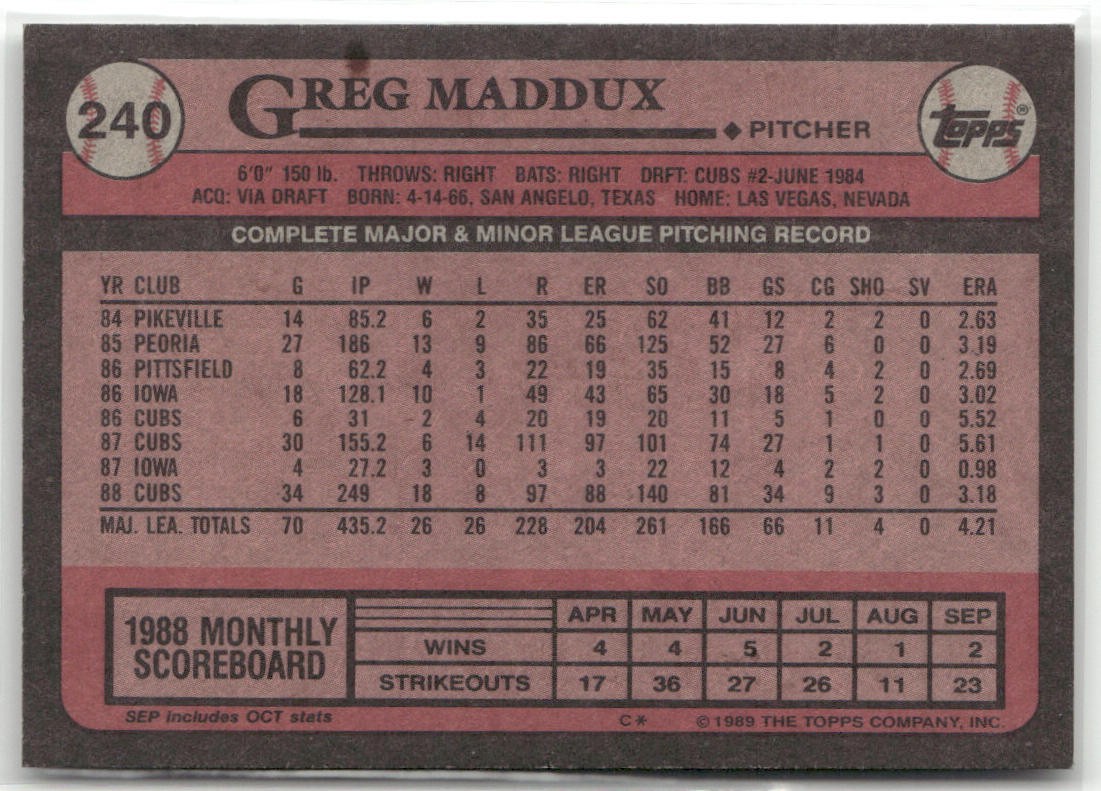 240 GREG MADDUX topps®
◆ PITCHER
6'0" 150 lb. THROWS: RIGHT BATS: RIGHT DRFT: CUBS #2-JUNE 1984
ACQ: VIA DRAFT BORN: 4-14-66, SAN ANGELO, TEXAS HOME: LAS VEGAS, NEVADA
COMPLETE MAJOR & MINOR LEAGUE PITCHING RECORD
YR CLUB G IP W L R ER SO BB GS CG SHO SV ERA
84 PIKEVILLE 14 85.2 6 2 35 25 62 41 12 2 2 0 2.63
85 PEORIA 27 186 13 9 86 66 125 52 27 6 0 0 3.19
86 PITTSFIELD 8 62.2 4 3 22 19 35 15 8 4 2 0 2.69
86 IOWA 18 128.1 10 1 49 43 65 30 18 5 2 0 3.02
86 CUBS 6 31 2 4 20 19 20 11 5 1 0 0 5.52
87 CUBS 30 155.2 6 14 111 97 101 74 27 1 1 0 5.61
87 IOWA 4 27.2 3 0 3 3 22 12 4 2 2 0 0.98
88 CUBS 34 249 18 8 97 88 140 81 34 9 3 0 3.18
MAJ. LEA. TOTALS 70 435.2 26 26 228 204 261 166 66 11 4 0 4.21
1988 MONTHLY SCOREBOARD
APR MAY JUN JUL AUG SEP
WINS 4 4 5 2 1 2
STRIKEOUTS 17 36 27 26 11 23
SEP includes OCT stats C* ©1989 THE TOPPS COMPANY, INC.